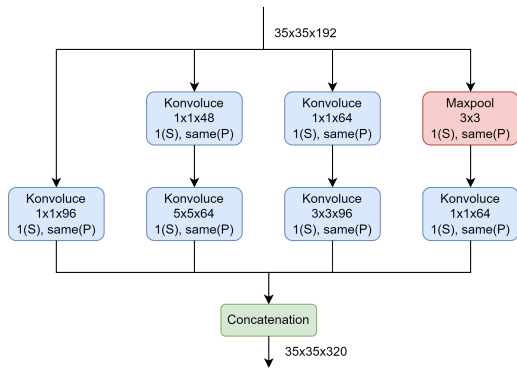 35x35x192
Konvoluce
1x1x48
1(S), same(P)
Konvoluce
1x1x64
1(S), same(P)
Maxpool
3x3
1(S), same(P)
Konvoluce
1x1x96
1(S), same(P)
Konvoluce
5x5x64
1(S), same(P)
Konvoluce
3x3x96
1(S), same(P)
Konvoluce
1x1x64
1(S), same(P)
Concatenation
35x35x320